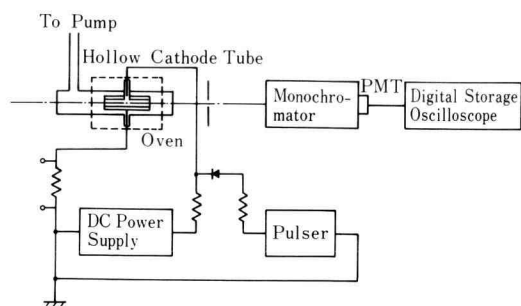 To Pump
Hollow Cathode Tube
Oven
Monochro-
mator
PMT
Digital Storage
Oscilloscope
DC Power
Supply
Pulser